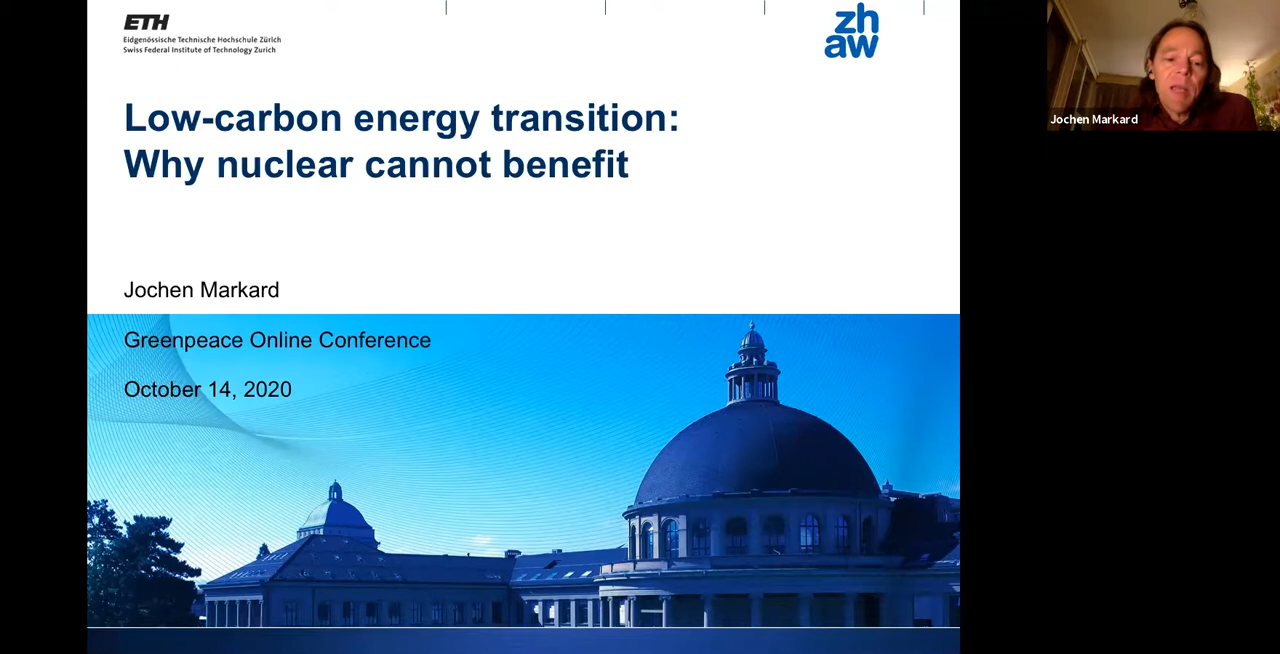 ETH
Eidgenössische Technische Hochschule Zürich
Swiss Federal Institute of Technology Zurich
zh
aw
Low-carbon energy transition:
Why nuclear cannot benefit
Jochen Markard
Greenpeace Online Conference
October 14, 2020
Jochen Markard